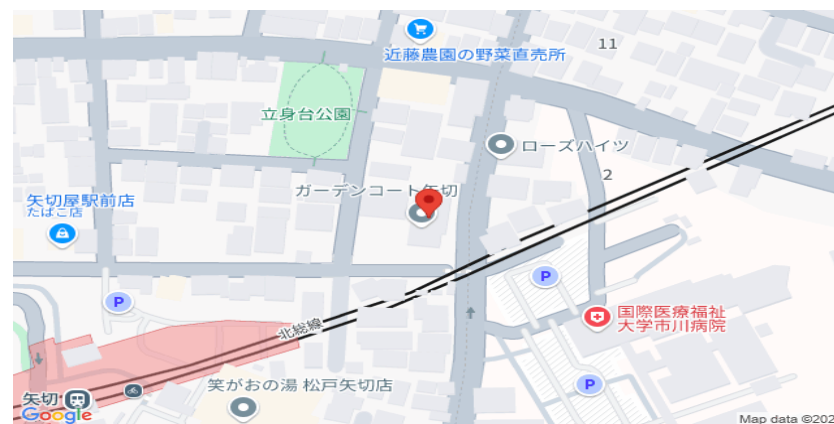 近藤農園の野菜直売所
11
立身台公園
ローズハイツ
2
ガーデンコート矢切
矢切屋駅前店
たばこ店
P
P
国際医療福祉
大学市川病院
北総線
笑がおの湯 松戸矢切店
P
矢切
Google
Map data ©202